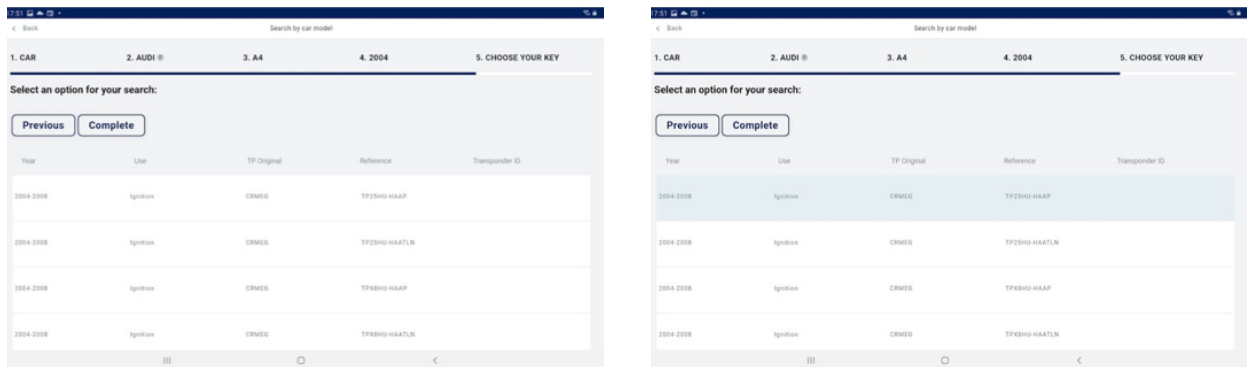 17:51
< Back Search by car model
1. CAR 2. AUDI ® 3. A4 4. 2004 5. CHOOSE YOUR KEY
Select an option for your search:
Previous Complete
Year Use TP Original Reference Transponder ID
2004-2008 Ignition CRMEG TP25HU-HAAP
2004-2008 Ignition CRMEG TP25HU-HAATLN
2004-2008 Ignition CRMEG TPX8HU-HAAP
2004-2008 Ignition CRMEG TPX8HU-HAATLN
17:51
< Back Search by car model
1. CAR 2. AUDI ® 3. A4 4. 2004 5. CHOOSE YOUR KEY
Select an option for your search:
Previous Complete
Year Use TP Original Reference Transponder ID
2004-2008 Ignition CRMEG TP25HU-HAAP
2004-2008 Ignition CRMEG TP25HU-HAATLN
2004-2008 Ignition CRMEG TPX8HU-HAAP
2004-2008 Ignition CRMEG TPX8HU-HAATLN